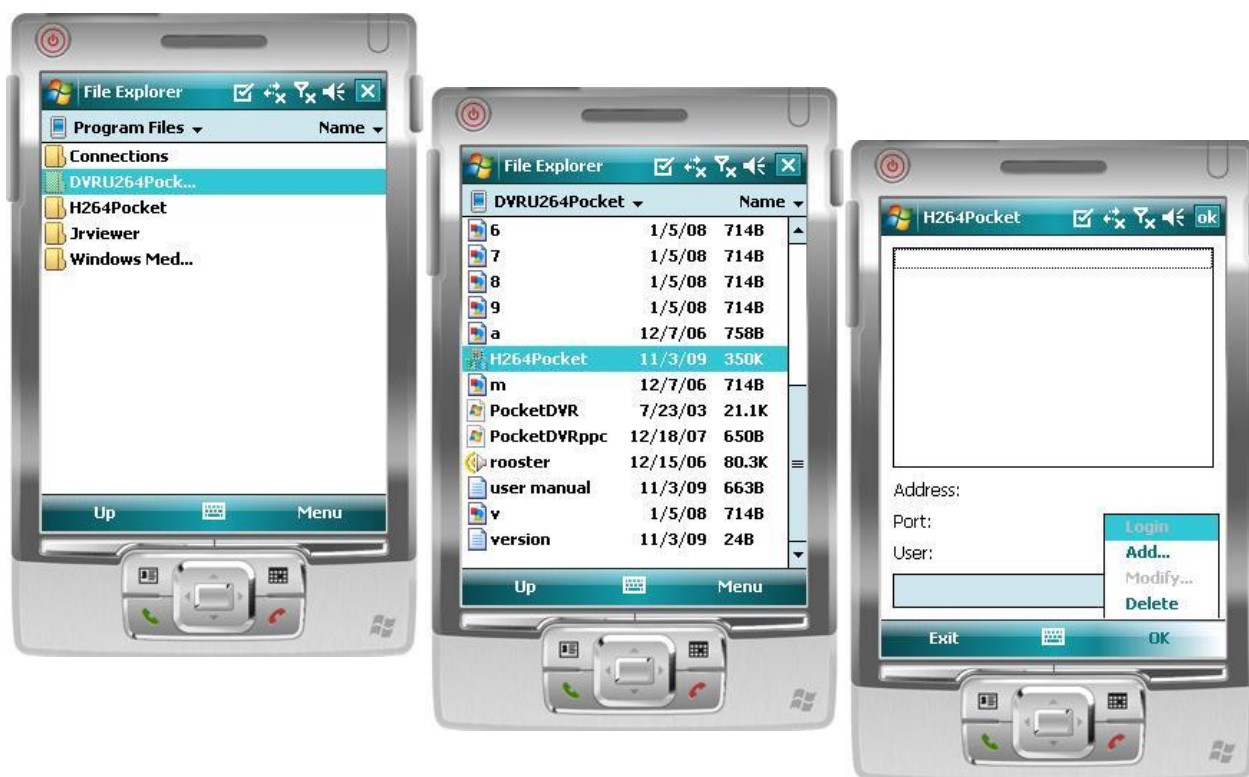 File Explorer
Program Files Name
Connections
DVRU264Pock...
H264Pocket
Jrviewer
Windows Med...
Up Menu
File Explorer ok
DVRU264Pocket Name
6 1/5/08 714B
7 1/5/08 714B
8 1/5/08 714B
9 1/5/08 714B
a 12/7/06 758B
H264Pocket 11/3/09 350K
m 12/7/06 714B
PocketDVR 7/23/03 21.1K
PocketDVRppc 12/18/07 650B
rooster 12/15/06 80.3K
user manual 11/3/09 663B
v 1/5/08 714B
version 11/3/09 24B
Up Menu
H264Pocket ok
Address:
Port:
User:
Login
Add...
Modify...
Delete
Exit OK